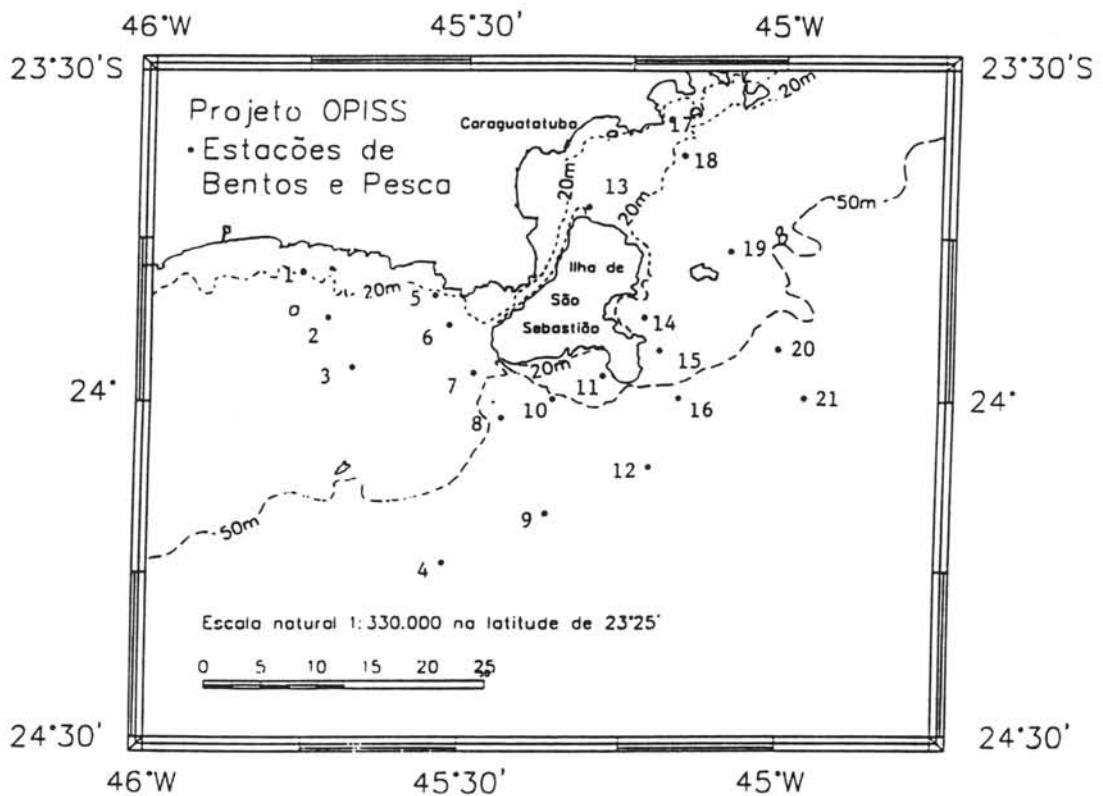 46°W 45°30' 45°W
23°30'S 23°30'S
Projeto OPISS
• Estacões de
Bentos e Pesca
Caraguatatuba
20m
17
18
20m
13
20m
50m
19
1
20m
5
Ilha de
São
Sebastião
2
6
14
3
7
20m
11
15
20
24° 24°
8
10
16
21
12
50m
9
4
Escala natural 1:330.000 na latitude de 23°25'
0 5 10 15 20 25
24°30' 24°30'
46°W 45°30' 45°W